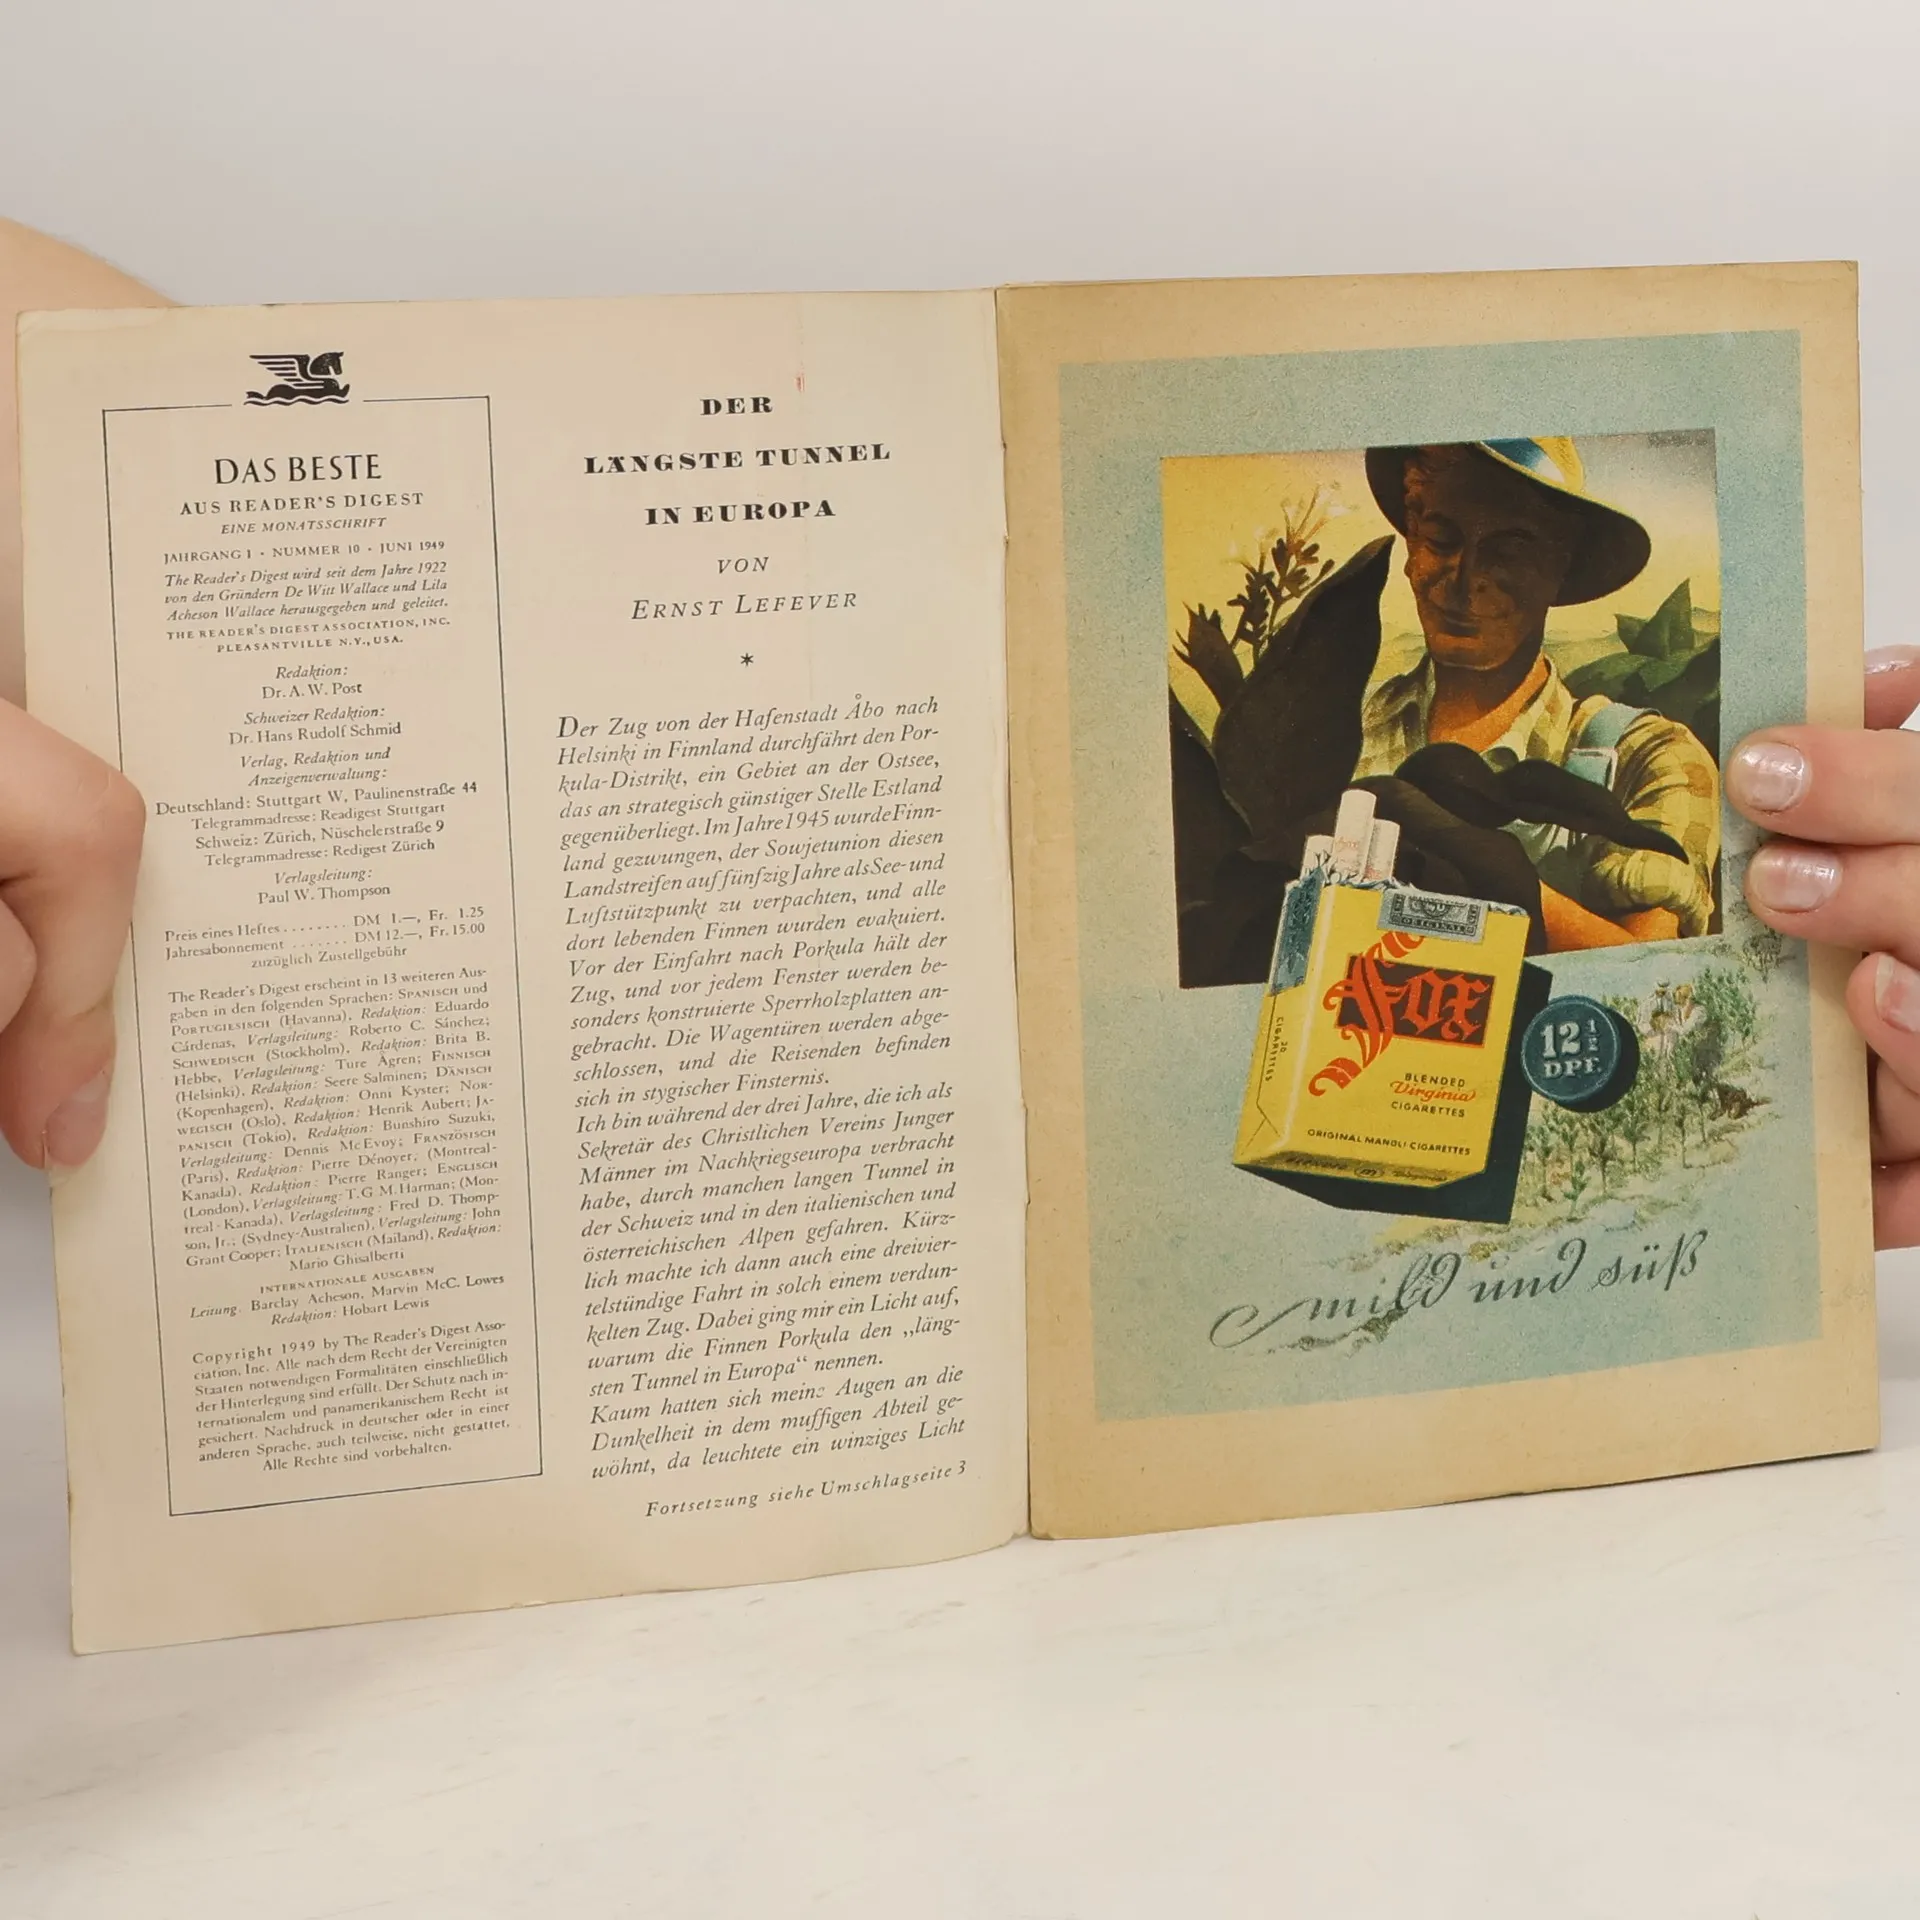 DAS BESTE
AUS READER'S DIGEST
EINE MONATSSCHRIFT
JAHRGANG 1 · NUMMER 10 · JUNI 1949
The Reader's Digest wird seit dem Jahre 1922
von den Gründern De Witt Wallace und Lila
Acheson Wallace herausgegeben und geleitet.
THE READER'S DIGEST ASSOCIATION, INC.
PLEASANTVILLE N.Y., USA.
Redaktion:
Dr. A. W. Post
Schweizer Redaktion:
Dr. Hans Rudolf Schmid
Verlag, Redaktion und
Anzeigenverwaltung:
Deutschland: Stuttgart W, Paulinenstraße 44
Telegrammadresse: Readigest Stuttgart
Schweiz: Zürich, Nüschelerstraße 9
Telegrammadresse: Redigest Zürich
Verlagsleitung:
Paul W. Thompson
Preis eines Heftes ........ DM 1.—, Fr. 1.25
Jahresabonnement ....... DM 12.—, Fr. 15.00
zuzüglich Zustellgebühr
The Reader's Digest erscheint in 13 weiteren Aus-
gaben in den folgenden Sprachen: SPANISCH und
PORTUGIESISCH (Havanna), Redaktion: Eduardo
Cárdenas, Verlagsleitung: Roberto C. Sánchez;
SCHWEDISCH (Stockholm), Redaktion: Brita B.
Hebbe, Verlagsleitung: Ture Ågren; FINNISCH
(Helsinki), Redaktion: Seere Salminen; DÄNISCH
(Kopenhagen), Redaktion: Onni Kyster; NOR-
WEGISCH (Oslo), Redaktion: Henrik Aubert; JA-
PANISCH (Tokio), Redaktion: Bunshiro Suzuki,
Verlagsleitung: Dennis McEvoy; FRANZÖSISCH
(Paris), Redaktion: Pierre Dénoyer, (Montreal-
Kanada), Redaktion: Pierre Ranger; ENGLISCH
(London), Verlagsleitung: T. G. M. Harman; (Mon-
treal - Kanada), Verlagsleitung: Fred D. Thomp-
son, Jr.; (Sydney-Australien), Verlagsleitung: John
Grant Cooper; ITALIENISCH (Mailand), Redaktion:
Mario Ghisalberti
INTERNATIONALE AUSGABEN
Leitung: Barclay Acheson, Marvin McC. Lowes
Redaktion: Hobart Lewis
Copyright 1949 by The Reader's Digest Asso-
ciation, Inc. Alle nach dem Recht der Vereinigten
Staaten notwendigen Formalitäten einschließlich
der Hinterlegung sind erfüllt. Der Schutz nach in-
ternationalem und panamerikanischem Recht ist
gesichert. Nachdruck in deutscher oder in einer
anderen Sprache, auch teilweise, nicht gestattet.
Alle Rechte sind vorbehalten.
DER
LÄNGSTE TUNNEL
IN EUROPA
VON
ERNST LEFEVER
*
Der Zug von der Hafenstadt Åbo nach
Helsinki in Finnland durchfährt den Por-
kula-Distrikt, ein Gebiet an der Ostsee,
das an strategisch günstiger Stelle Estland
gegenüberliegt. Im Jahre 1945 wurde Finn-
land gezwungen, der Sowjetunion diesen
Landstreifen auf fünfzig Jahre als See- und
Luftstützpunkt zu verpachten, und alle
dort lebenden Finnen wurden evakuiert.
Vor der Einfahrt nach Porkula hält der
Zug, und vor jedem Fenster werden be-
sonders konstruierte Sperrholzplatten an-
gebracht. Die Wagentüren werden abge-
schlossen, und die Reisenden befinden
sich in stygischer Finsternis.
Ich bin während der drei Jahre, die ich als
Sekretär des Christlichen Vereins Junger
Männer im Nachkriegseuropa verbracht
habe, durch manchen langen Tunnel in
der Schweiz und in den italienischen und
österreichischen Alpen gefahren. Kürz-
lich machte ich dann auch eine dreivier-
telstündige Fahrt in solch einem verdun-
kelten Zug. Dabei ging mir ein Licht auf,
warum die Finnen Porkula den „läng-
sten Tunnel in Europa“ nennen.
Kaum hatten sich meine Augen an die
Dunkelheit in dem muffigen Abteil ge-
wöhnt, da leuchtete ein winziges Licht
Fortsetzung siehe Umschlagseite 3
ORIGINAL
Fox
20
CIGARETTES
BLENDED
Virginia
CIGARETTES
ORIGINAL MANOLI CIGARETTES
12 1/2
DPF.
mild und süß